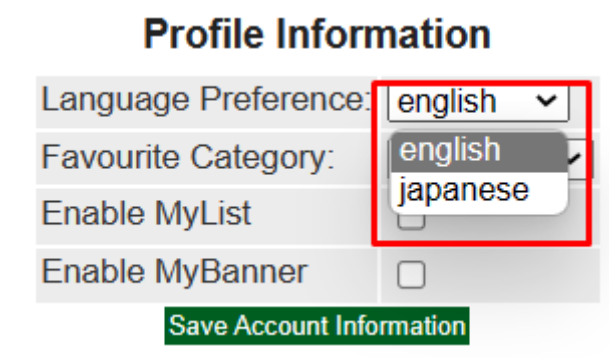 Profile Information
Language Preference: english
english
japanese
Favourite Category:
Enable MyList
Enable MyBanner
Save Account Information